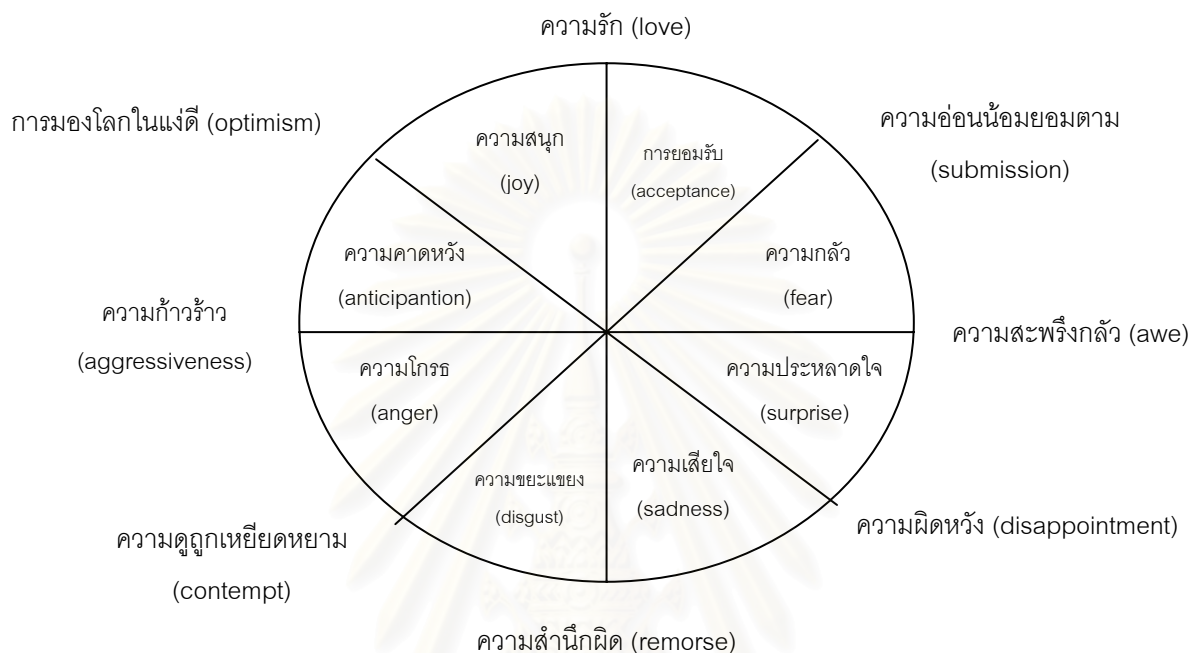 ความรัก (love)
การมองโลกในแง่ดี (optimism)
ความอ่อนน้อมยอมตาม
(submission)
ความสนุก
(joy)
การยอมรับ
(acceptance)
ความคาดหวัง
(anticipantion)
ความกลัว
(fear)
ความก้าวร้าว
(aggressiveness)
ความสะพรึงกลัว (awe)
ความโกรธ
(anger)
ความประหลาดใจ
(surprise)
ความขยะแขยง
(disgust)
ความเสียใจ
(sadness)
ความดูถูกเหยียดหยาม
(contempt)
ความผิดหวัง (disappointment)
ความสำนึกผิด (remorse)